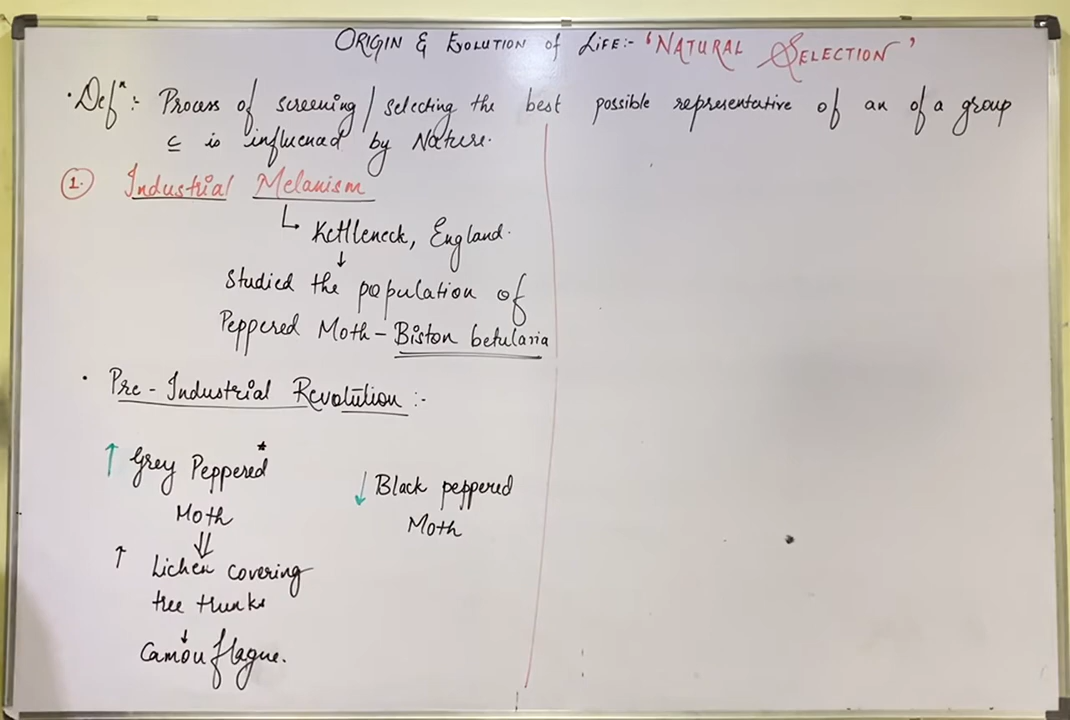 ORIGIN & EVOLUTION of LIFE:- 'NATURAL SELECTION'
• Defⁿ:- Process of screening / selecting the best possible representative of an of a group
⊆ is influenced by Nature.
1. Industrial Melanism
↳ Kettleneck, England.
↓
Studied the population of
Peppered Moth - Biston betularia
• Pre-Industrial Revolution :-
↑ Grey Peppered*
Moth
↓ Black peppered
Moth
⇓
↑ Lichen covering
tree trunks
↓
Camouflague.